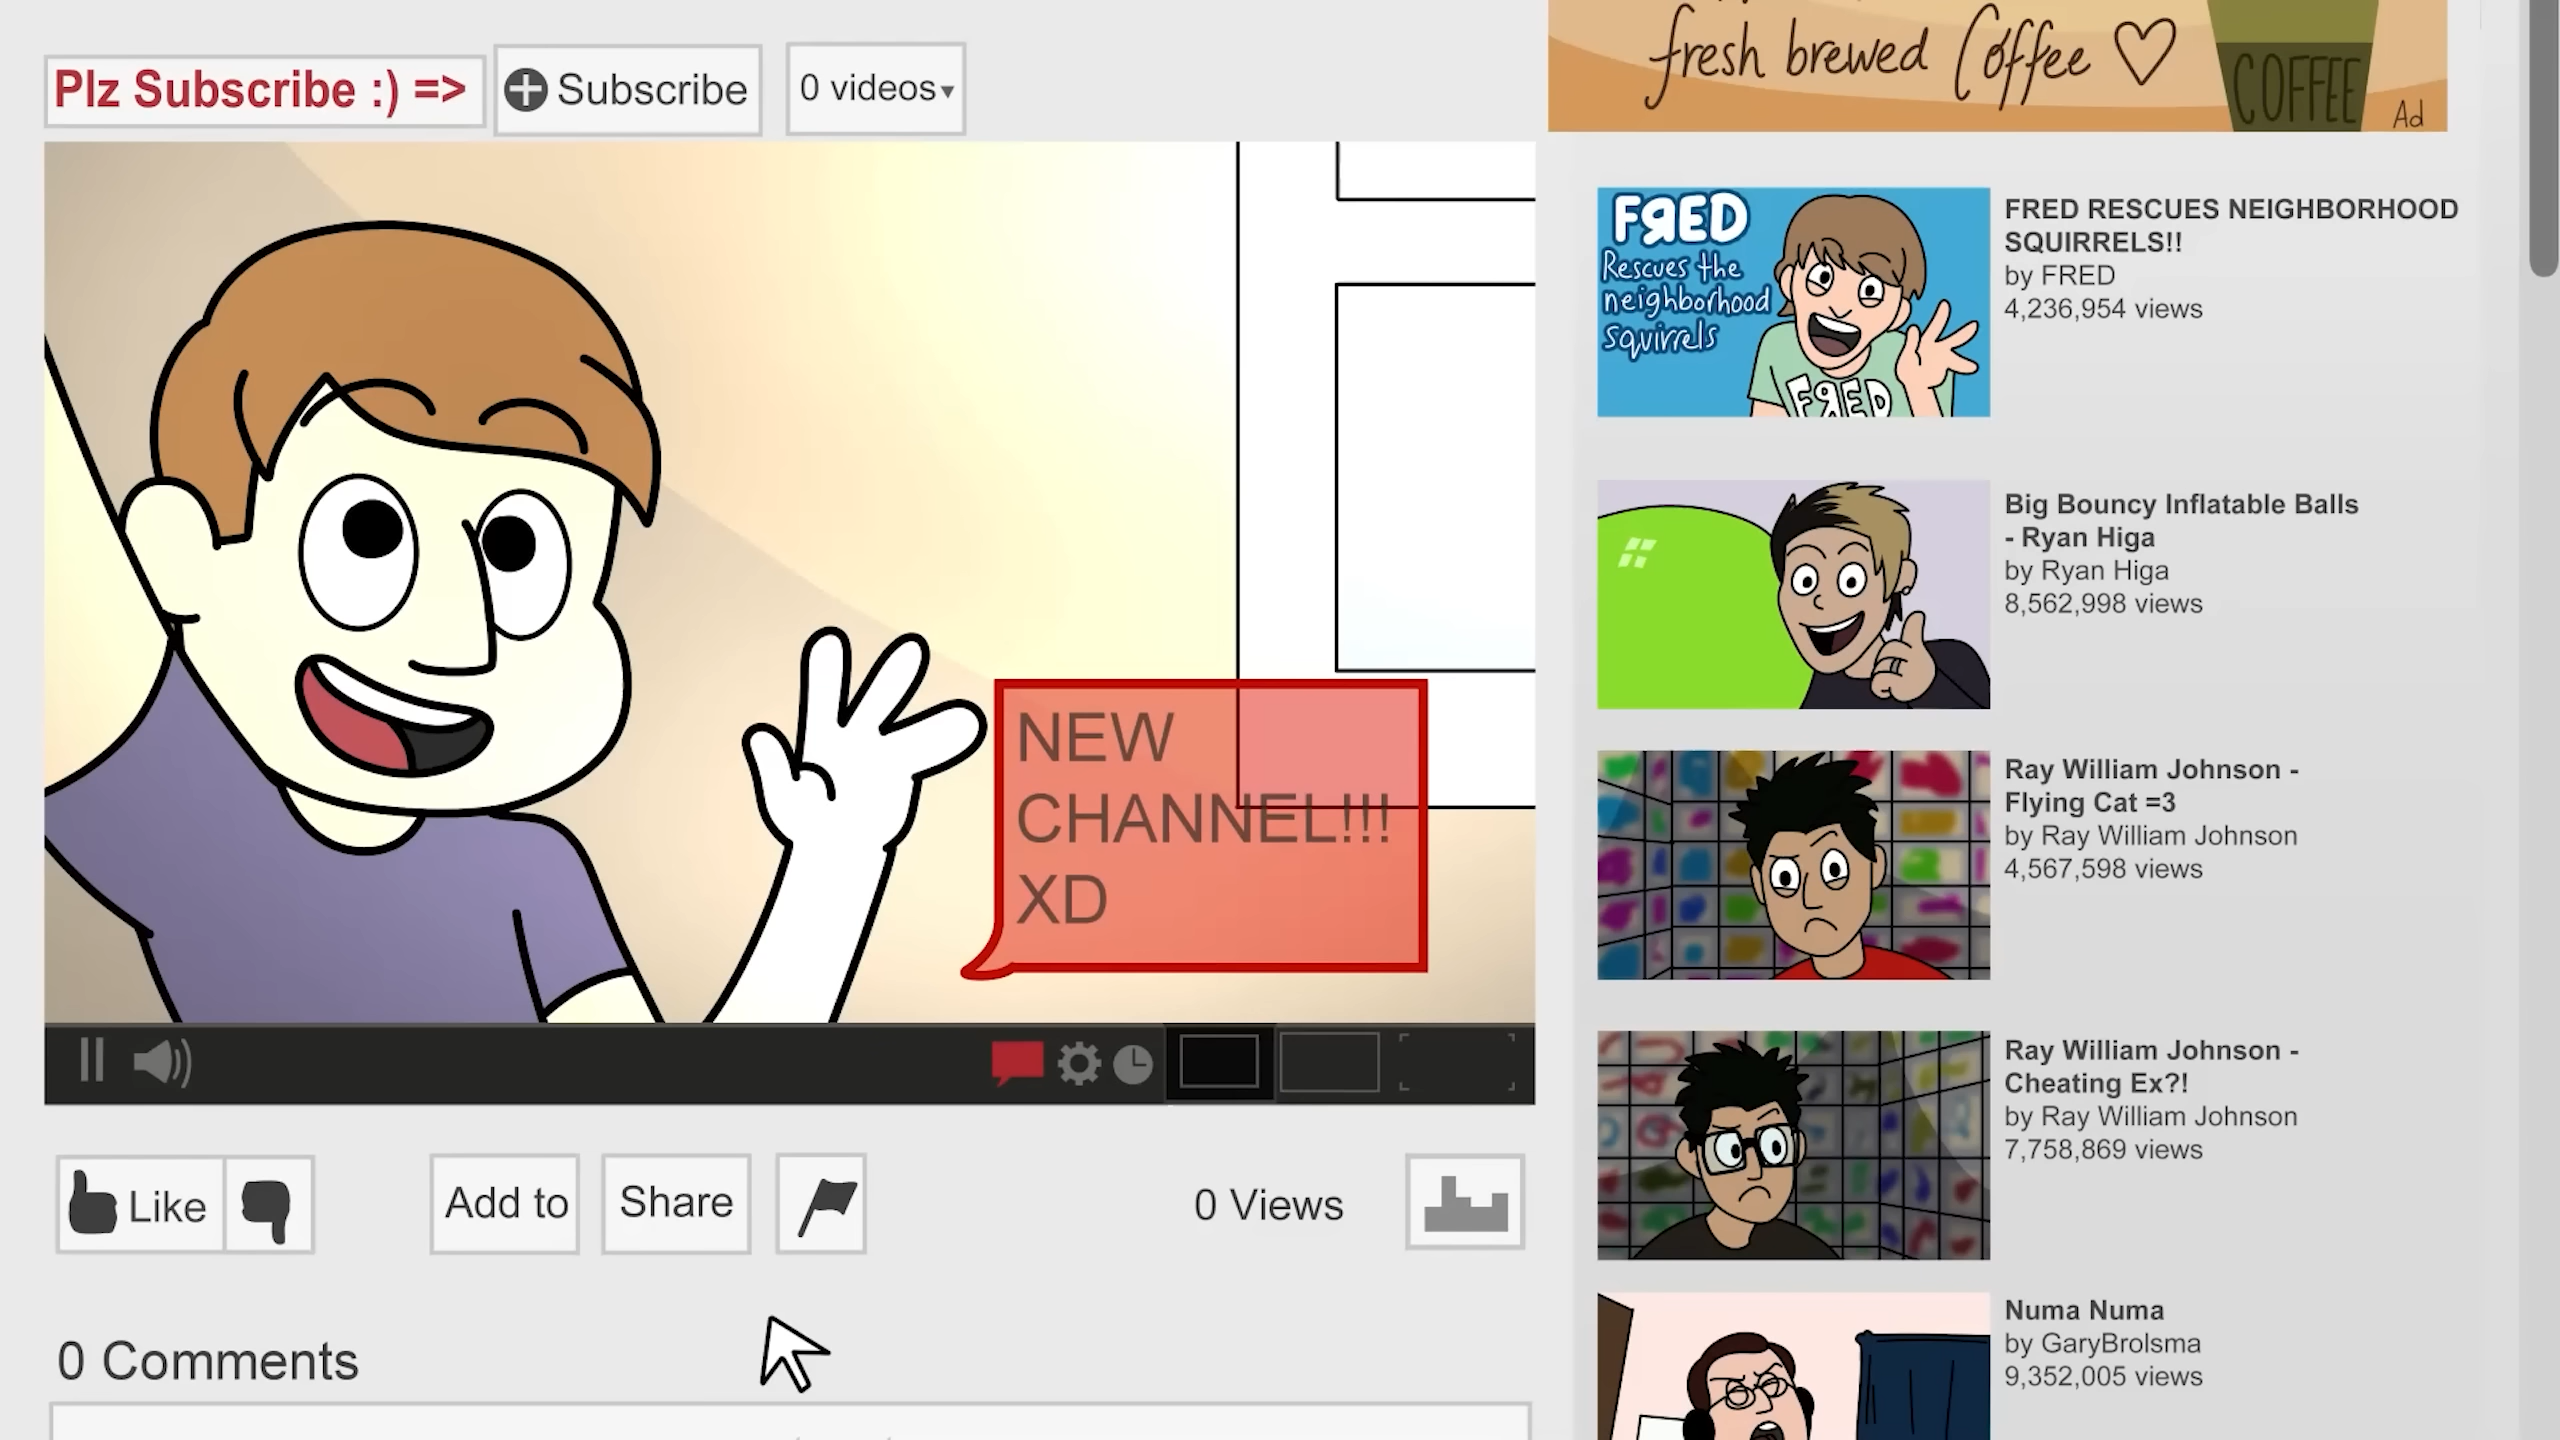 Plz Subscribe :) =>
Subscribe
0 videos
NEW
CHANNEL!!!
XD
Like
Add to
Share
0 Views
0 Comments
fresh brewed Coffee
COFFEE
Ad
FRED
Rescues the
neighborhood
squirrels
FRED
FRED RESCUES NEIGHBORHOOD
SQUIRRELS!!
by FRED
4,236,954 views
Big Bouncy Inflatable Balls
- Ryan Higa
by Ryan Higa
8,562,998 views
Ray William Johnson -
Flying Cat =3
by Ray William Johnson
4,567,598 views
Ray William Johnson -
Cheating Ex?!
by Ray William Johnson
7,758,869 views
Numa Numa
by GaryBrolsma
9,352,005 views